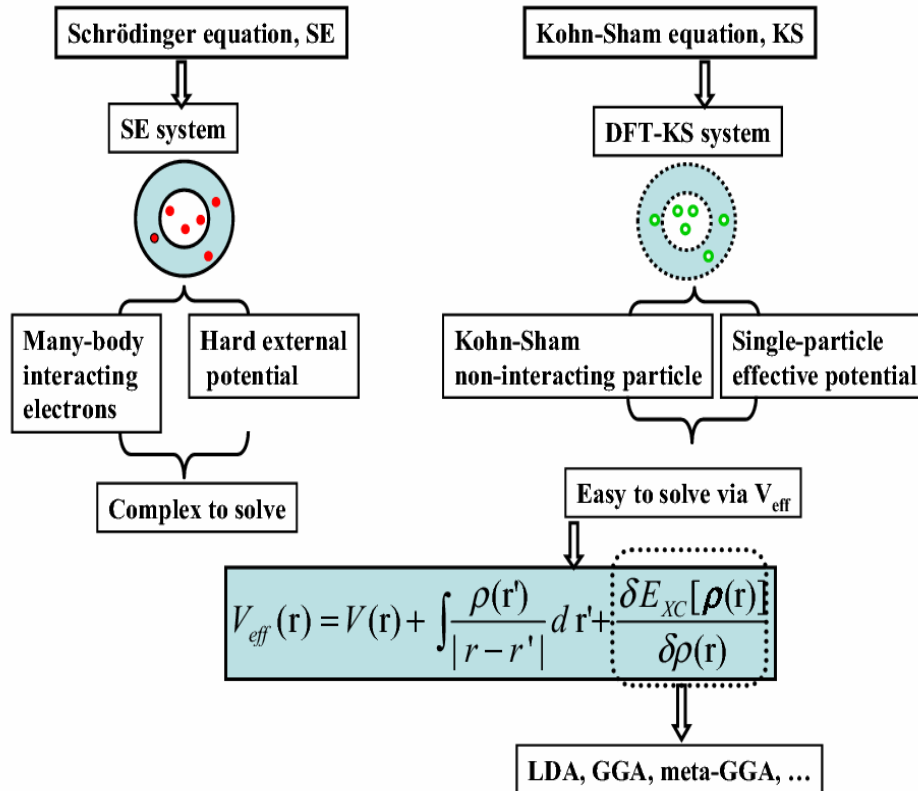 Schrödinger equation, SE
SE system
Many-body
interacting
electrons
Hard external
potential
Complex to solve
Kohn-Sham equation, KS
DFT-KS system
Kohn-Sham
non-interacting particle
Single-particle
effective potential
Easy to solve via V_eff
V_eff(r) = V(r) + ∫ ρ(r') / |r − r'| d r' + δE_XC[ρ(r)] / δρ(r)
LDA, GGA, meta-GGA, …